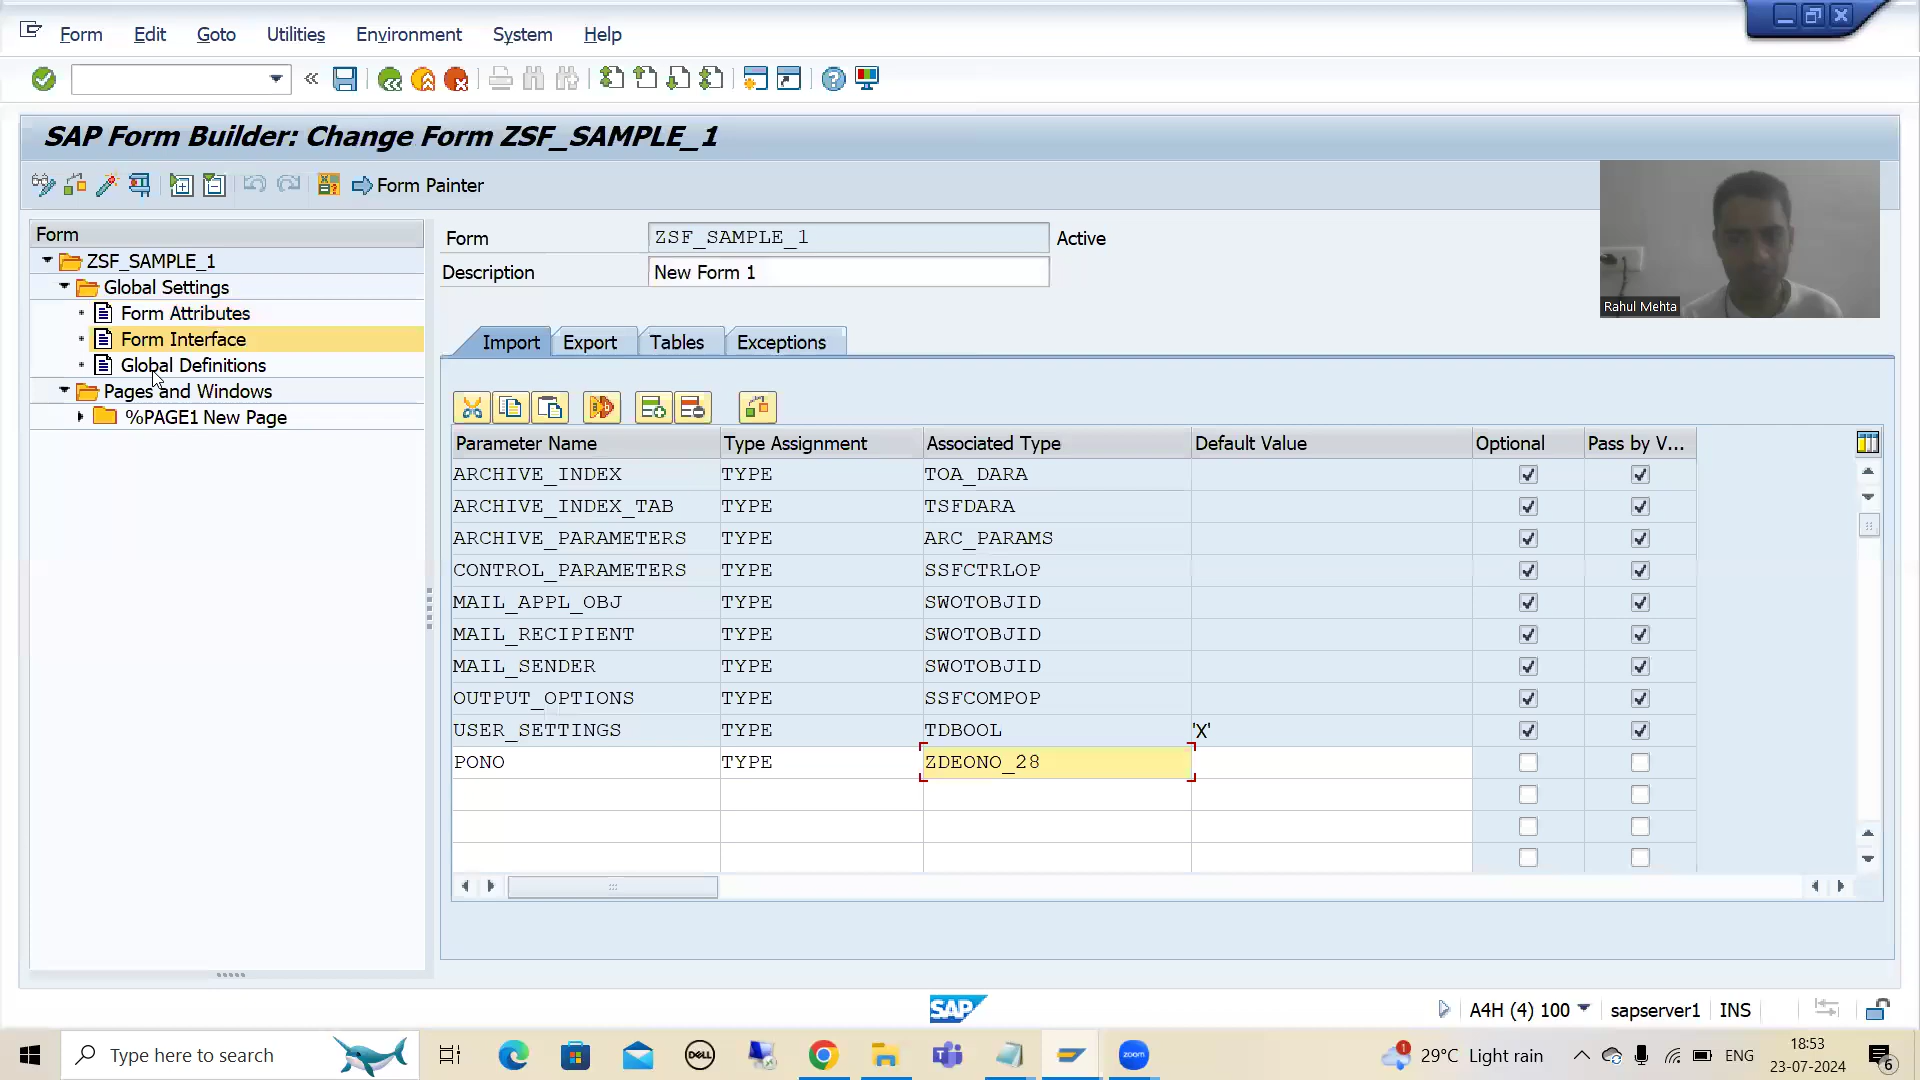 Form Edit Goto Utilities Environment System Help
SAP Form Builder: Change Form ZSF_SAMPLE_1
Form Painter
Form
ZSF_SAMPLE_1
Global Settings
Form Attributes
Form Interface
Global Definitions
Pages and Windows
%PAGE1 New Page
Form ZSF_SAMPLE_1 Active
Description New Form 1
Rahul Mehta
Import Export Tables Exceptions
Parameter Name Type Assignment Associated Type Default Value Optional Pass by V...
ARCHIVE_INDEX TYPE TOA_DARA
ARCHIVE_INDEX_TAB TYPE TSFDARA
ARCHIVE_PARAMETERS TYPE ARC_PARAMS
CONTROL_PARAMETERS TYPE SSFCTRLOP
MAIL_APPL_OBJ TYPE SWOTOBJID
MAIL_RECIPIENT TYPE SWOTOBJID
MAIL_SENDER TYPE SWOTOBJID
OUTPUT_OPTIONS TYPE SSFCOMPOP
USER_SETTINGS TYPE TDBOOL 'X'
PONO TYPE ZDEONO_28
SAP
A4H (4) 100 sapserver1 INS
Type here to search
DELL
zoom
1
29°C Light rain
ENG
18:53
23-07-2024
6